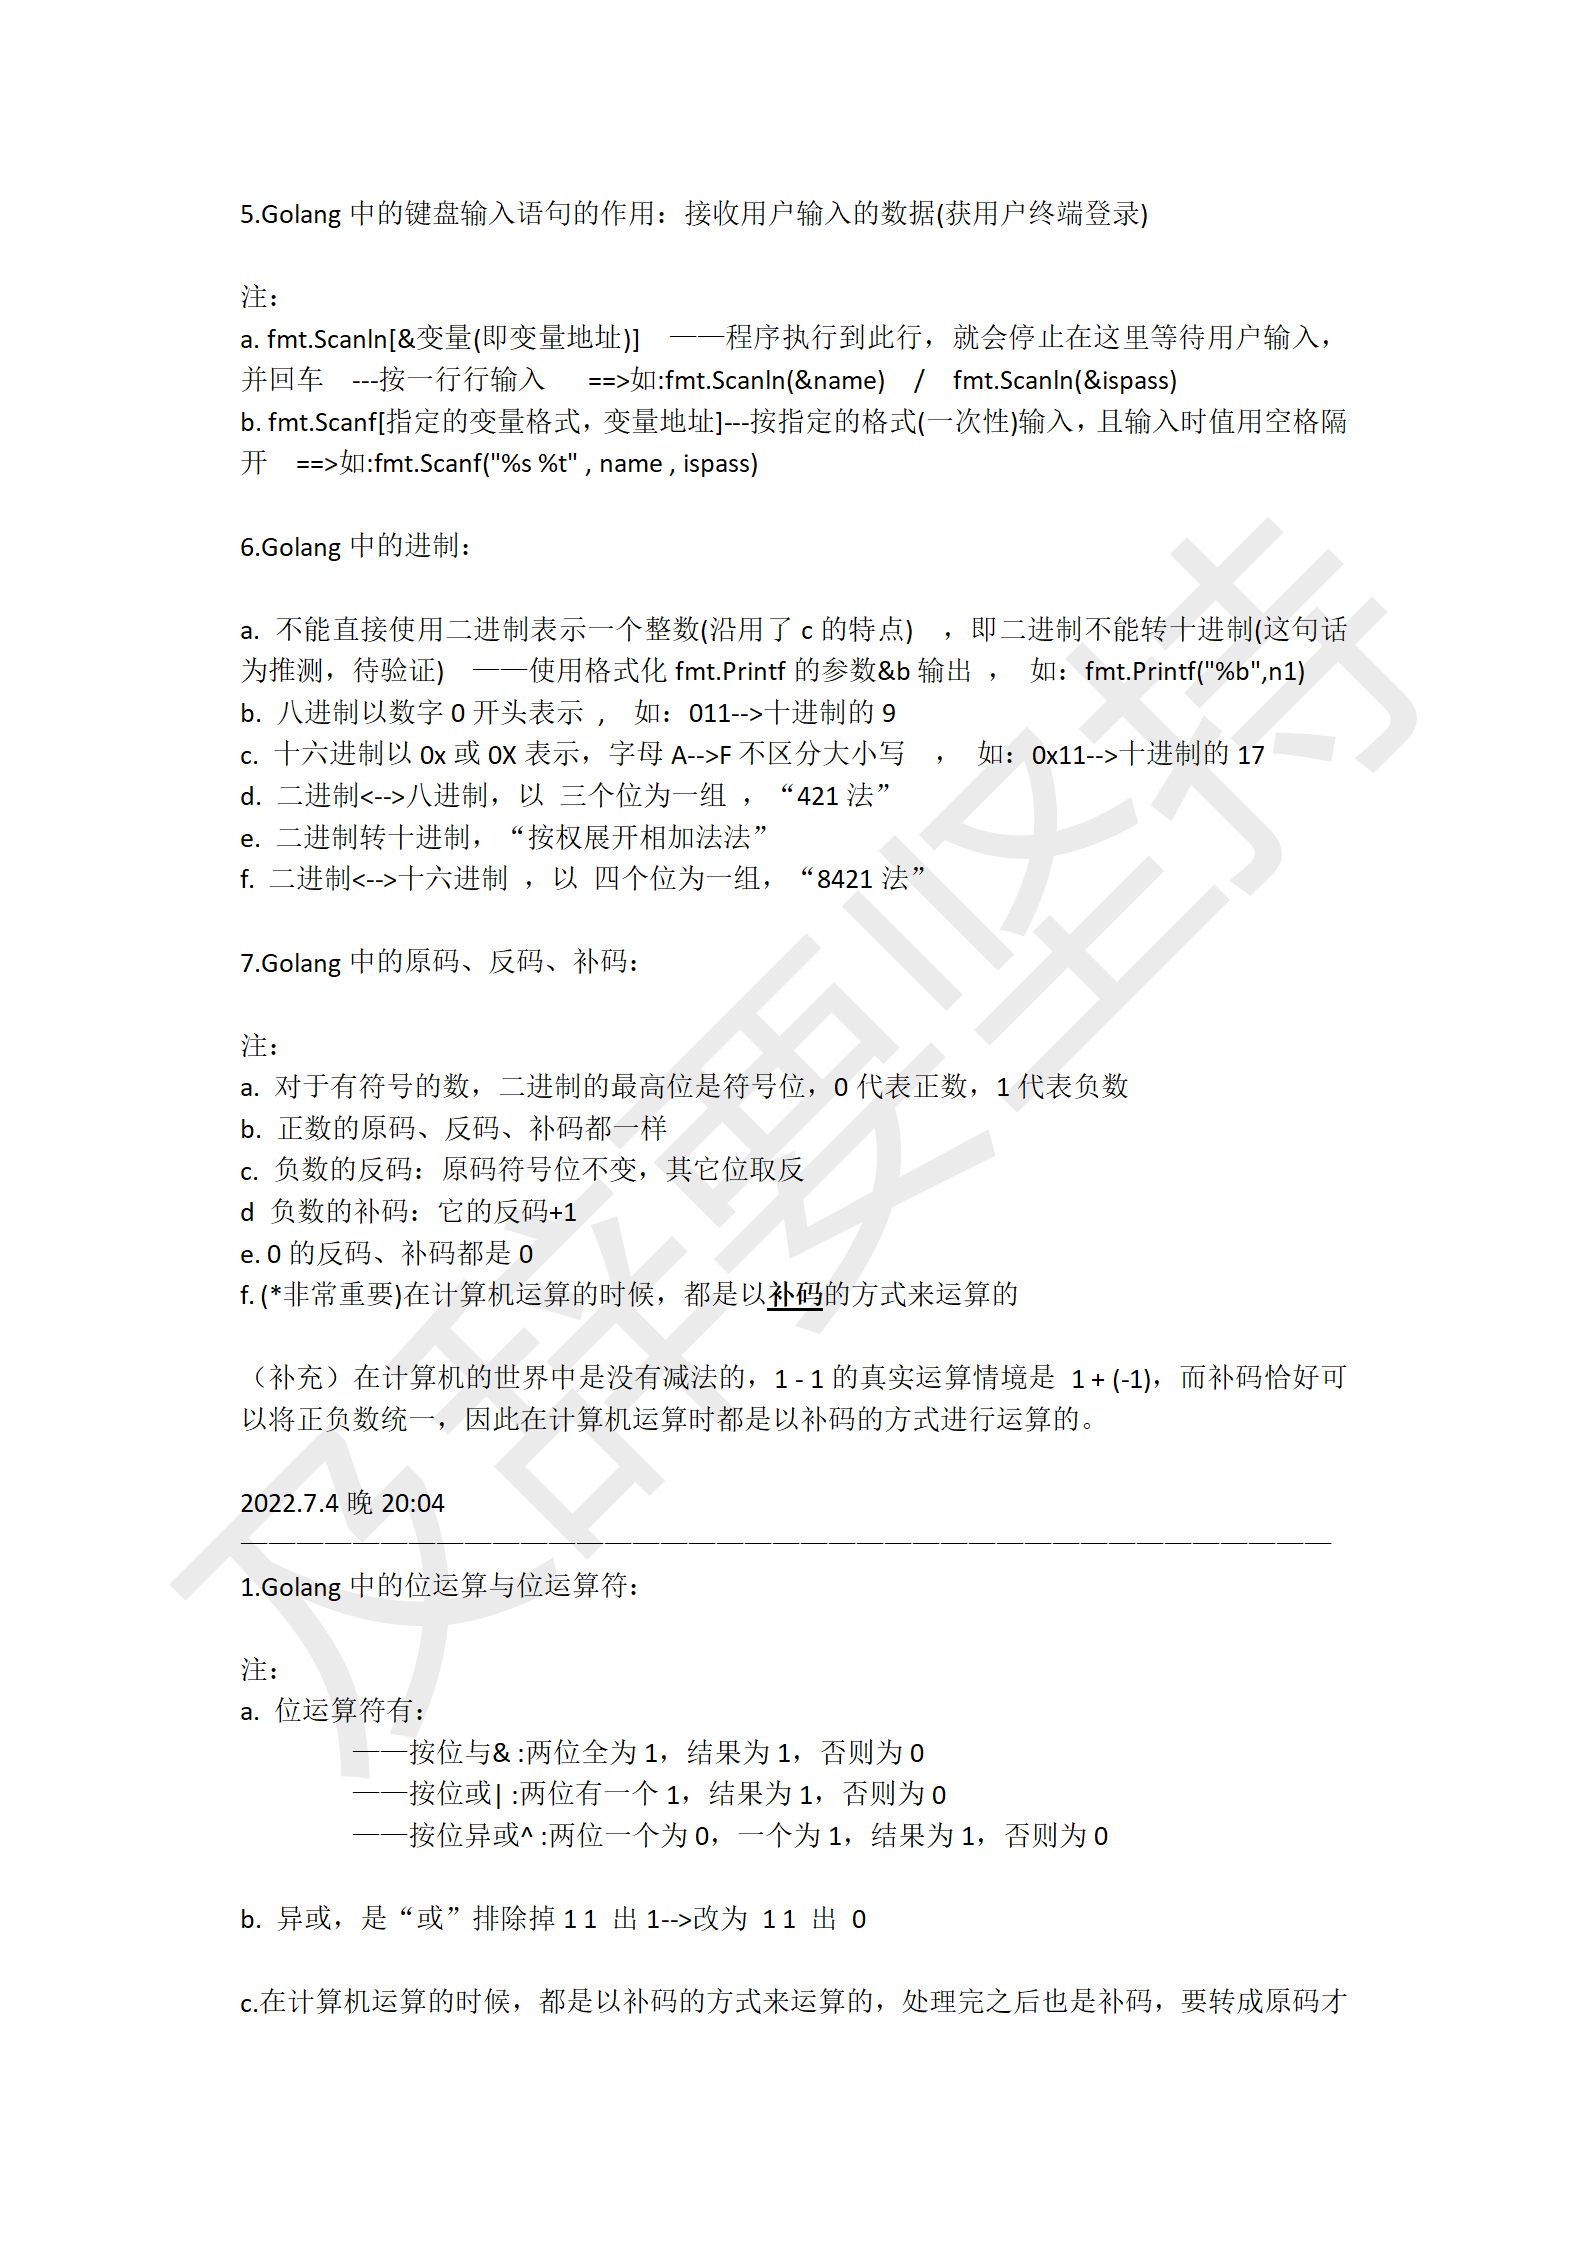 5.Golang 中的键盘输入语句的作用：接收用户输入的数据(获用户终端登录)
注：
a. fmt.Scanln[&变量(即变量地址)] ——程序执行到此行，就会停止在这里等待用户输入，
并回车 ---按一行行输入 ==>如:fmt.Scanln(&name) / fmt.Scanln(&ispass)
b. fmt.Scanf[指定的变量格式，变量地址]---按指定的格式(一次性)输入，且输入时值用空格隔
开 ==>如:fmt.Scanf("%s %t" , name , ispass)
6.Golang 中的进制：
a. 不能直接使用二进制表示一个整数(沿用了 c 的特点) ，即二进制不能转十进制(这句话
为推测，待验证) ——使用格式化 fmt.Printf 的参数&b 输出 ， 如：fmt.Printf("%b",n1)
b. 八进制以数字 0 开头表示 , 如：011-->十进制的 9
c. 十六进制以 0x 或 0X 表示，字母 A-->F 不区分大小写 ， 如：0x11-->十进制的 17
d. 二进制<-->八进制，以 三个位为一组 ，“421 法”
e. 二进制转十进制，“按权展开相加法法”
f. 二进制<-->十六进制 ，以 四个位为一组，“8421 法”
7.Golang 中的原码、反码、补码：
注：
a. 对于有符号的数，二进制的最高位是符号位，0 代表正数，1 代表负数
b. 正数的原码、反码、补码都一样
c. 负数的反码：原码符号位不变，其它位取反
d 负数的补码：它的反码+1
e. 0 的反码、补码都是 0
f. (*非常重要)在计算机运算的时候，都是以补码的方式来运算的
（补充）在计算机的世界中是没有减法的，1 - 1 的真实运算情境是 1 + (-1)，而补码恰好可
以将正负数统一，因此在计算机运算时都是以补码的方式进行运算的。
2022.7.4 晚 20:04
———————————————————————————————————————
1.Golang 中的位运算与位运算符：
注：
a. 位运算符有：
——按位与& :两位全为 1，结果为 1，否则为 0
——按位或| :两位有一个 1，结果为 1，否则为 0
——按位异或^ :两位一个为 0，一个为 1，结果为 1，否则为 0
b. 异或，是“或”排除掉 1 1 出 1-->改为 1 1 出 0
c.在计算机运算的时候，都是以补码的方式来运算的，处理完之后也是补码，要转成原码才
及辞要坚持